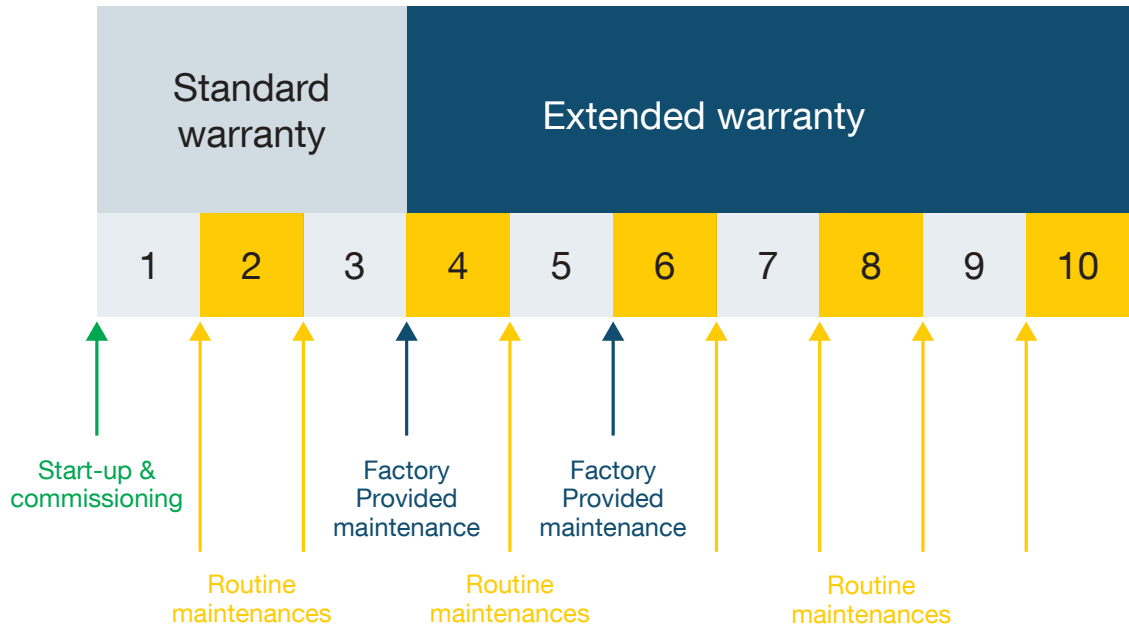 Standard
warranty
Extended warranty
1 2 3 4 5 6 7 8 9 10
Start-up &
commissioning
Factory
Provided
maintenance
Factory
Provided
maintenance
Routine
maintenances
Routine
maintenances
Routine
maintenances